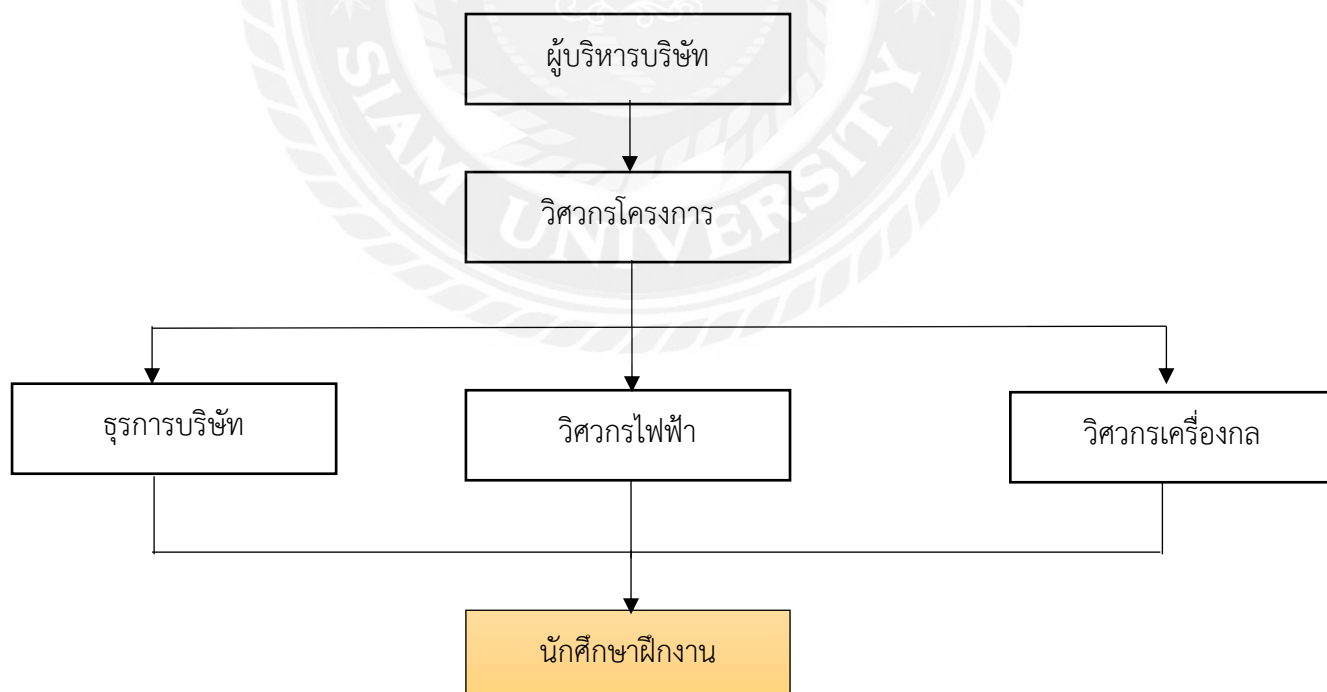 ผู้บริหารบริษัท
SIAM UNIVERSITY
วิศวกรโครงการ
ธุรการบริษัท
วิศวกรไฟฟ้า
วิศวกรเครื่องกล
นักศึกษาฝึกงาน